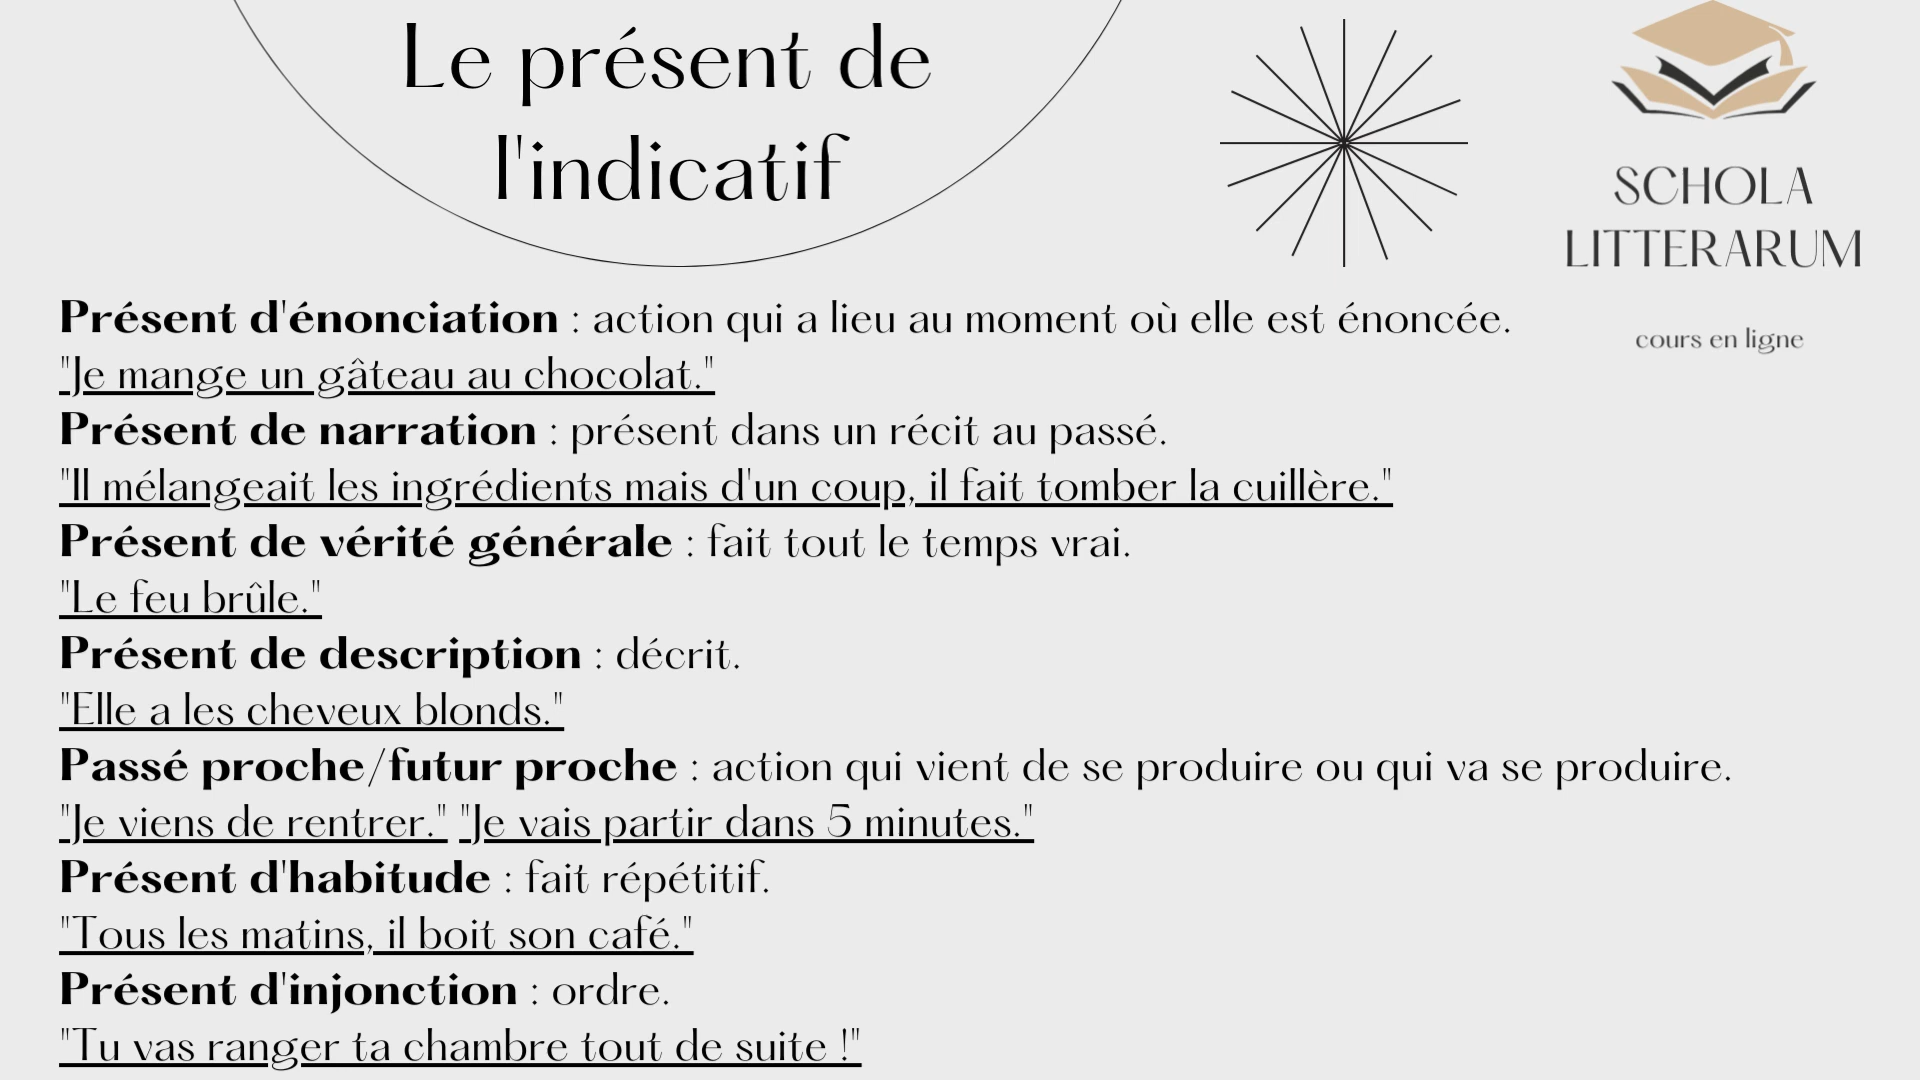 Le présent de
l'indicatif
SCHOLA
LITTERARUM
cours en ligne
Présent d'énonciation : action qui a lieu au moment où elle est énoncée.
"Je mange un gâteau au chocolat."
Présent de narration : présent dans un récit au passé.
"Il mélangeait les ingrédients mais d'un coup, il fait tomber la cuillère."
Présent de vérité générale : fait tout le temps vrai.
"Le feu brûle."
Présent de description : décrit.
"Elle a les cheveux blonds."
Passé proche/futur proche : action qui vient de se produire ou qui va se produire.
"Je viens de rentrer." "Je vais partir dans 5 minutes."
Présent d'habitude : fait répétitif.
"Tous les matins, il boit son café."
Présent d'injonction : ordre.
"Tu vas ranger ta chambre tout de suite !"